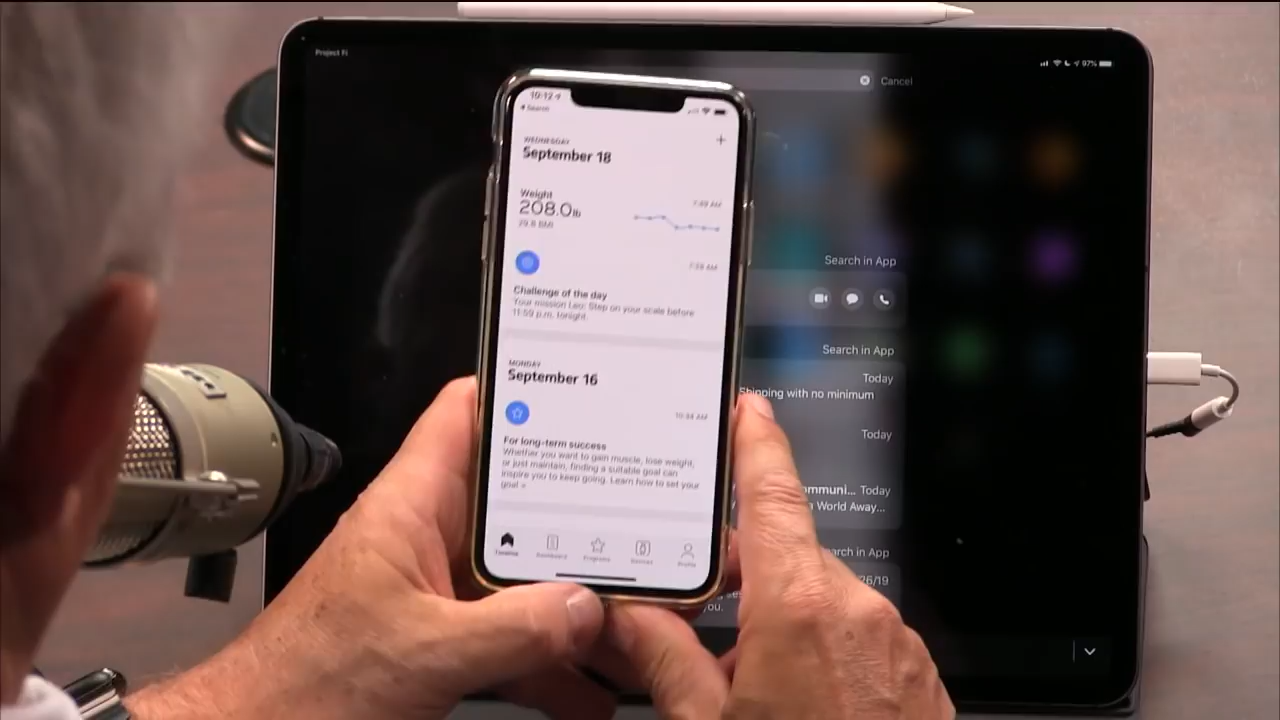 Project Fi
97%
Cancel
10:12
Search
WEDNESDAY
September 18
Weight
7:49 AM
208.0 lb
29.8 BMI
Challenge of the day
Your mission Leo: Step on your scale before
11:59 p.m. tonight.
MONDAY
September 16
10:34 AM
For long-term success
Whether you want to gain muscle, lose weight,
or just maintain, finding a suitable goal can
inspire you to keep going. Learn how to set your
goal »
Timeline
Dashboard
Programs
Devices
Profile
Search in App
Search in App
Today
Shipping with no minimum
Today
ommuni... Today
World Away...
arch in App
26/19
you.